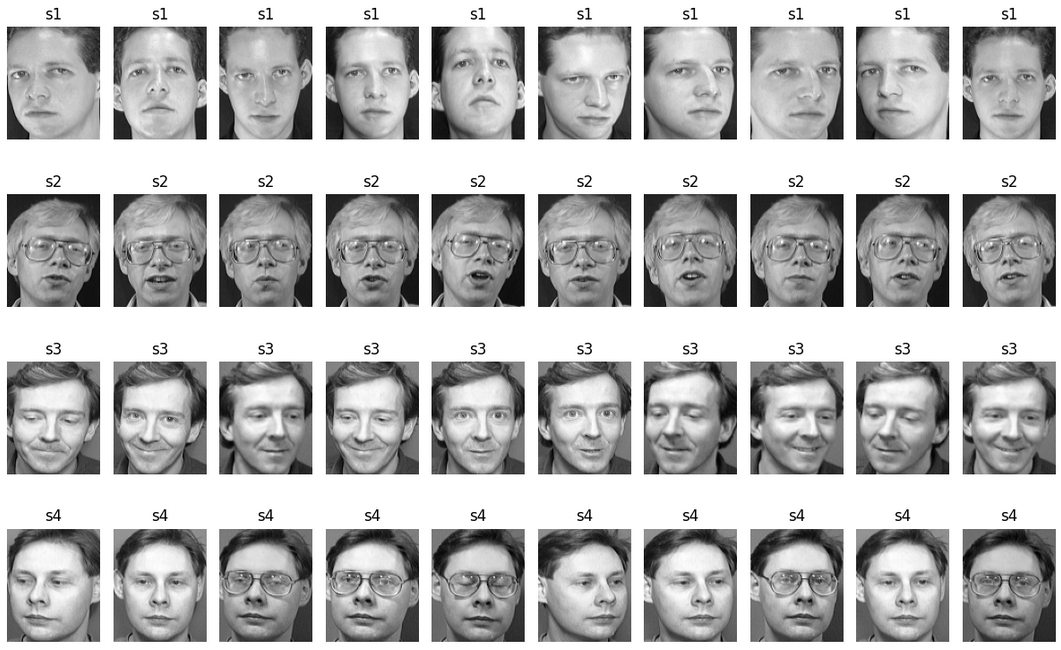 s1 s1 s1 s1 s1 s1 s1 s1 s1 s1
s2 s2 s2 s2 s2 s2 s2 s2 s2 s2
s3 s3 s3 s3 s3 s3 s3 s3 s3 s3
s4 s4 s4 s4 s4 s4 s4 s4 s4 s4